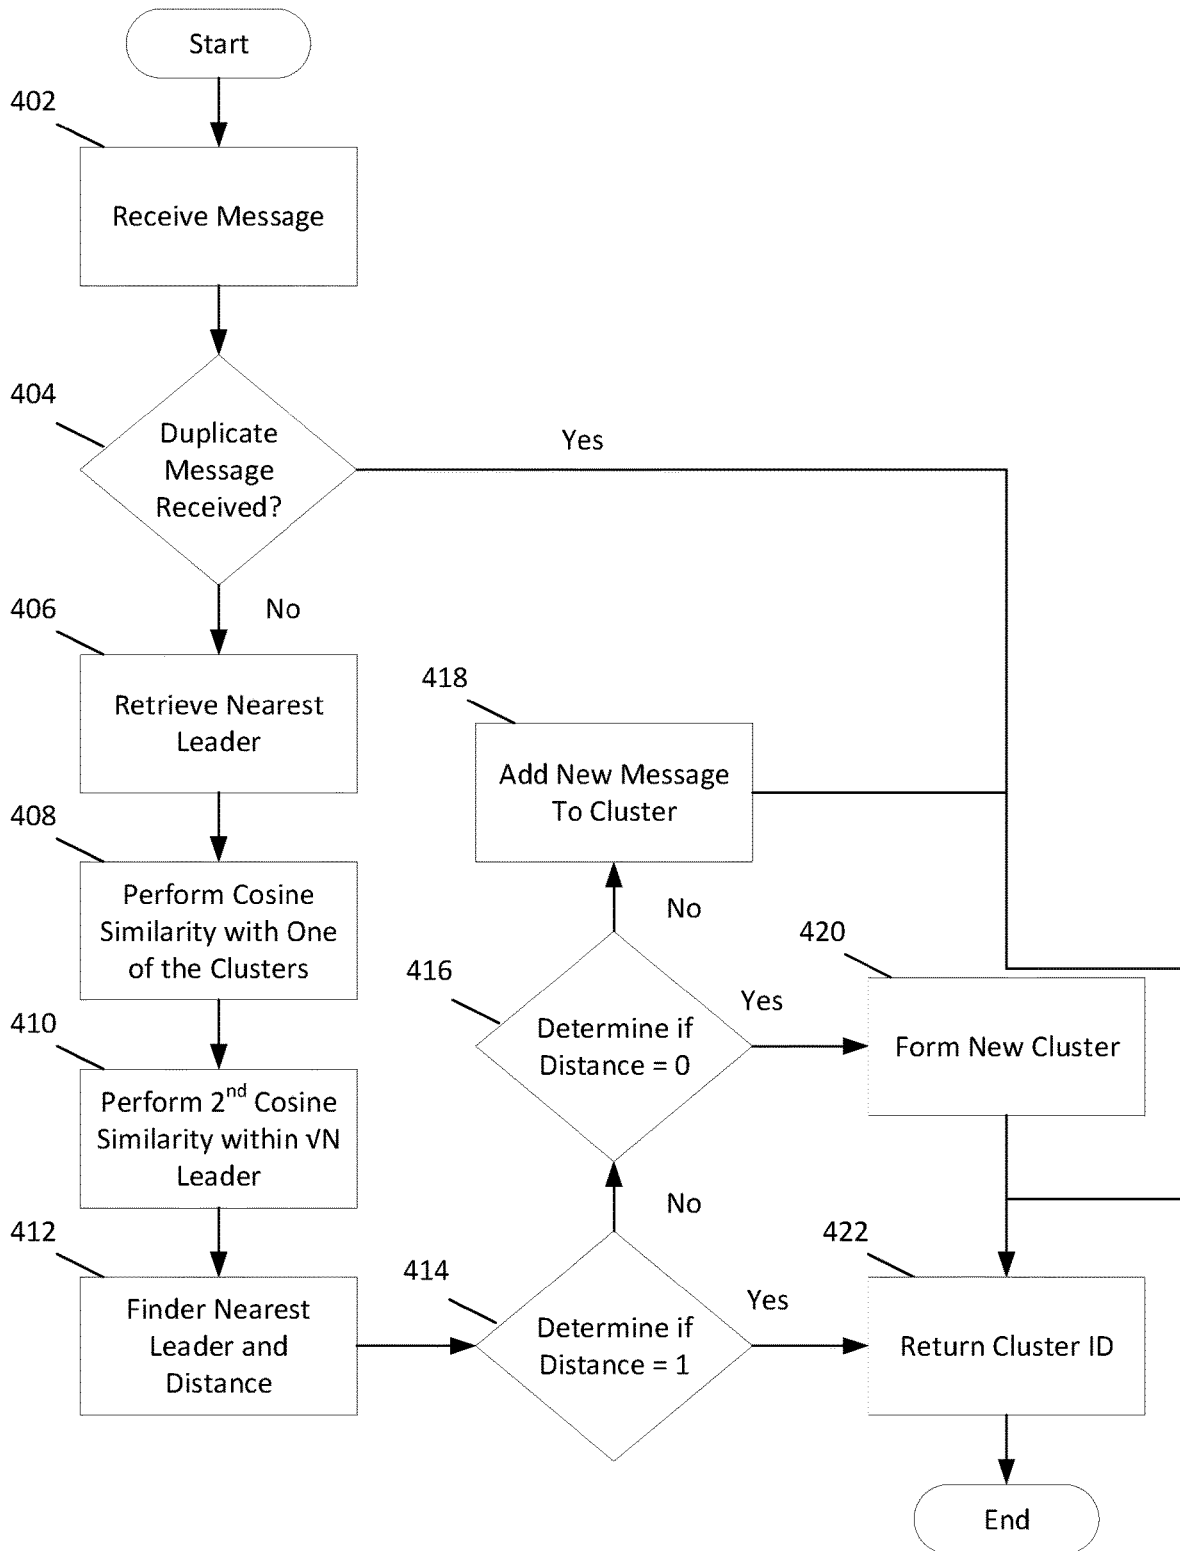 Start
402
Receive Message
404
Duplicate
Message
Received?
Yes
No
406
Retrieve Nearest
Leader
408
Perform Cosine
Similarity with One
of the Clusters
410
Perform 2nd Cosine
Similarity within √N
Leader
412
Finder Nearest
Leader and
Distance
414
Determine if
Distance = 1
Yes
No
416
Determine if
Distance = 0
Yes
No
418
Add New Message
To Cluster
420
Form New Cluster
422
Return Cluster ID
End